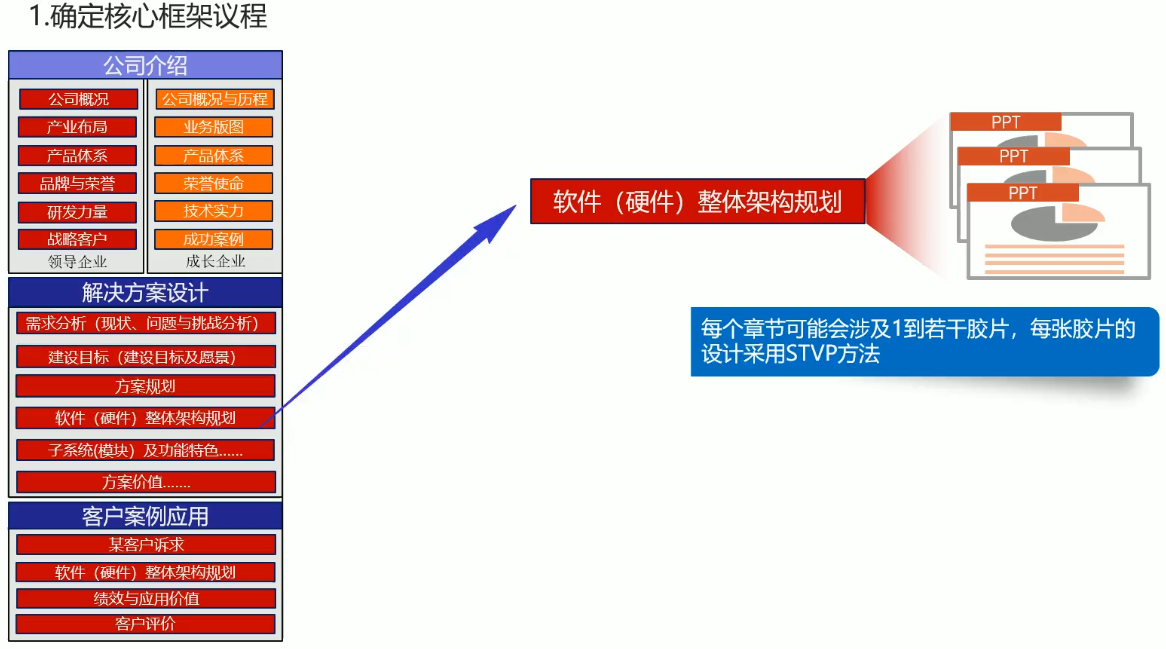 1.确定核心框架议程
公司介绍
公司概况
产业布局
产品体系
品牌与荣誉
研发力量
战略客户
领导企业
公司概况与历程
业务版图
产品体系
荣誉使命
技术实力
成功案例
成长企业
解决方案设计
需求分析（现状、问题与挑战分析）
建设目标（建设目标及愿景）
方案规划
软件（硬件）整体架构规划
子系统(模块）及功能特色......
方案价值.......
客户案例应用
某客户诉求
软件（硬件）整体架构规划
绩效与应用价值
客户评价
软件（硬件）整体架构规划
PPT
PPT
PPT
每个章节可能会涉及1到若干胶片，每张胶片的
设计采用STVP方法